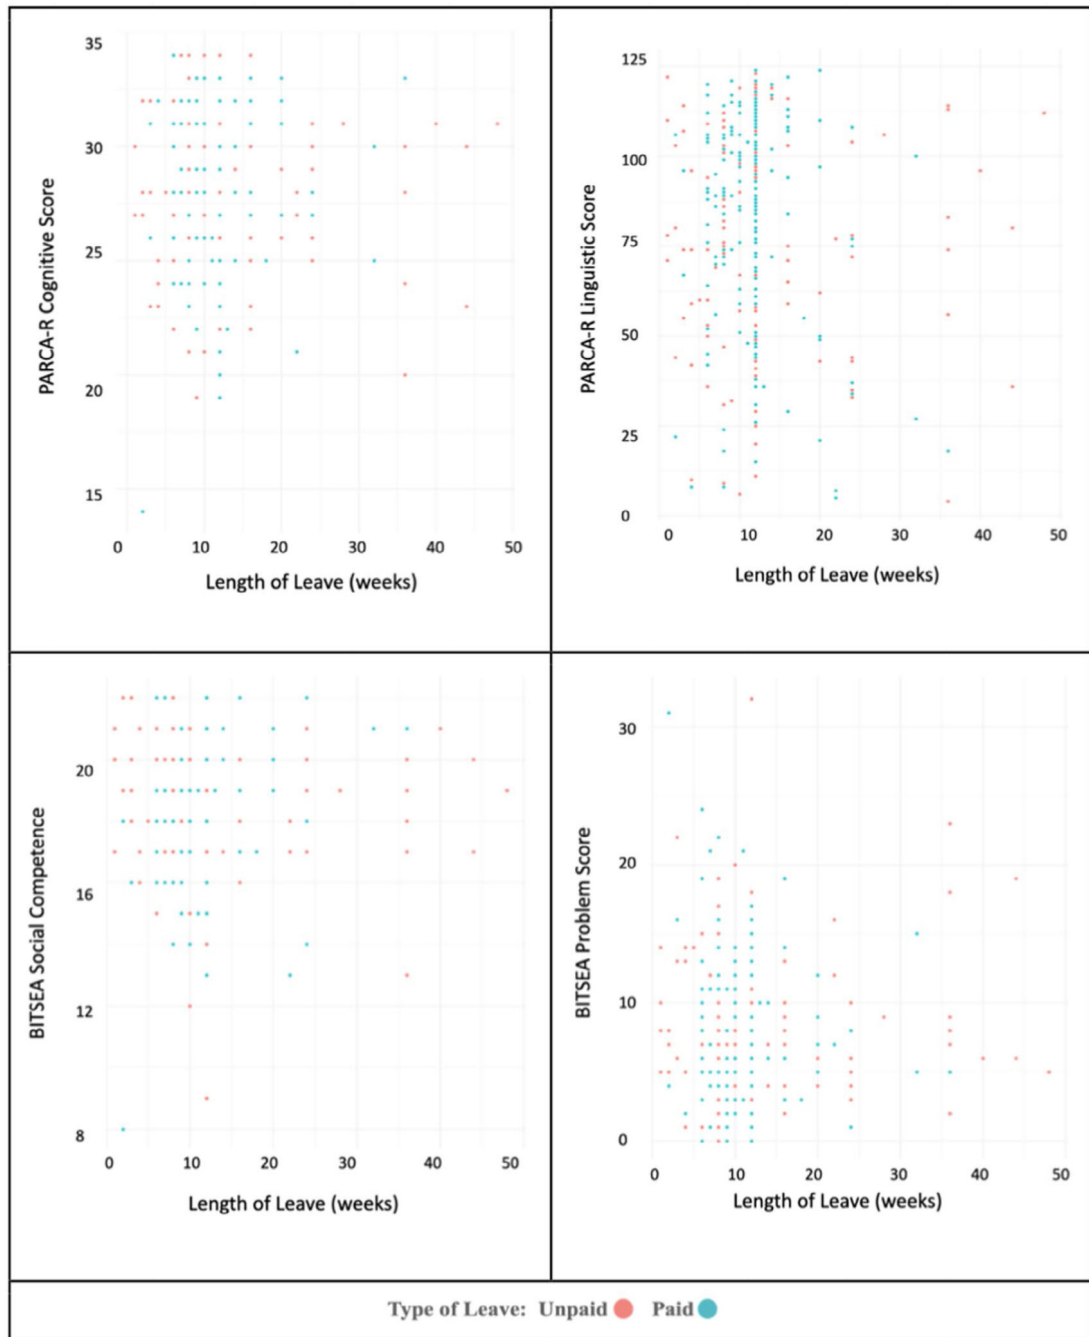 35
30
25
20
15
PARCA-R Cognitive Score
0 10 20 30 40 50
Length of Leave (weeks)
125
100
75
50
25
0
PARCA-R Linguistic Score
0 10 20 30 40 50
Length of Leave (weeks)
20
16
12
8
BITSEA Social Competence
0 10 20 30 40 50
Length of Leave (weeks)
30
20
10
0
BITSEA Problem Score
0 10 20 30 40 50
Length of Leave (weeks)
Type of Leave: Unpaid Paid